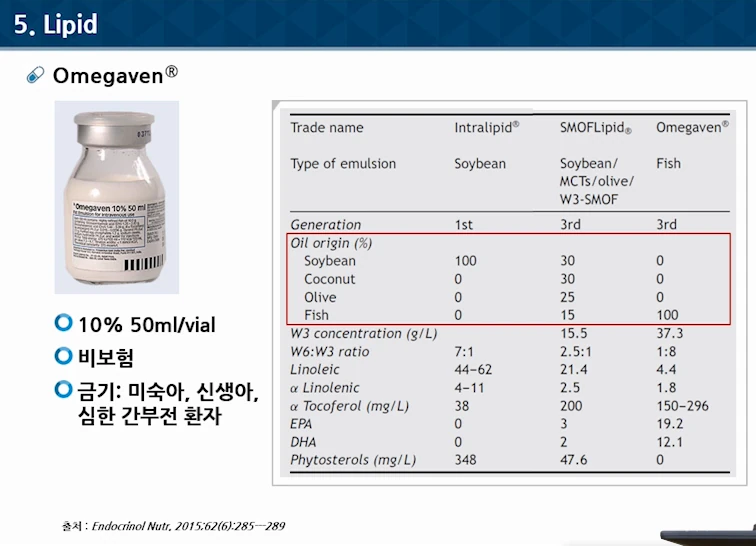 5. Lipid
Omegaven®
Omegaven 10% 50 ml
10% 50ml/vial
비보험
금기: 미숙아, 신생아,
심한 간부전 환자
Trade name Intralipid® SMOFLipid® Omegaven®
Type of emulsion Soybean Soybean/ Fish
MCTs/olive/
W3-SMOF
Generation 1st 3rd 3rd
Oil origin (%)
Soybean 100 30 0
Coconut 0 30 0
Olive 0 25 0
Fish 0 15 100
W3 concentration (g/L) 15.5 37.3
W6:W3 ratio 7:1 2.5:1 1:8
Linoleic 44–62 21.4 4.4
α Linolenic 4–11 2.5 1.8
α Tocoferol (mg/L) 38 200 150–296
EPA 0 3 19.2
DHA 0 2 12.1
Phytosterols (mg/L) 348 47.6 0
출처 : Endocrinol Nutr, 2015;62(6):285—289